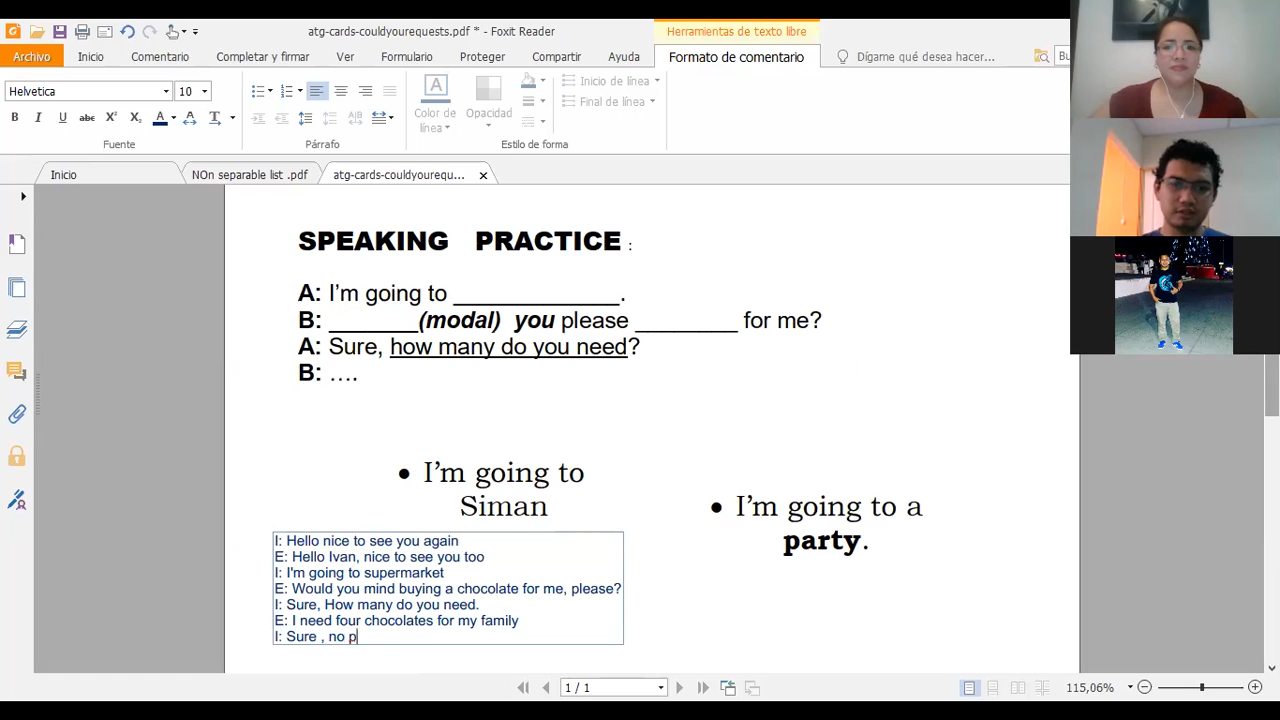 atg-cards-couldyourequests.pdf * - Foxit Reader
Herramientas de texto libre
Archivo
Inicio
Comentario
Completar y firmar
Ver
Formulario
Proteger
Compartir
Ayuda
Formato de comentario
Dígame qué desea hacer...
Bu
Helvetica
10
Inicio de línea
Color de línea
Opacidad
Final de línea
Fuente
Párrafo
Estilo de forma
Inicio
NOn separable list .pdf
atg-cards-couldyourequ...
SPEAKING PRACTICE :
A: I'm going to _____________.
B: _______(modal) you please ________ for me?
A: Sure, how many do you need?
B: ....
• I'm going to
Siman
• I'm going to a
party.
I: Hello nice to see you again
E: Hello Ivan, nice to see you too
I: I'm going to supermarket
E: Would you mind buying a chocolate for me, please?
I: Sure, How many do you need.
E: I need four chocolates for my family
I: Sure , no p
1 / 1
115,06%